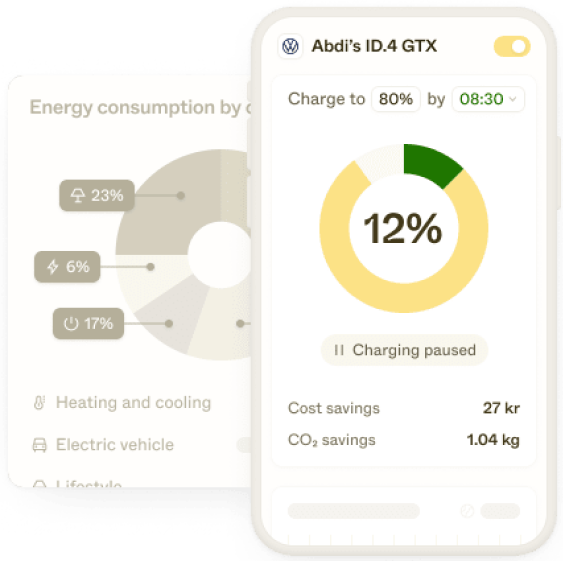 Abdi's ID.4 GTX
Charge to 80% by 08:30
12%
Charging paused
Cost savings 27 kr
CO₂ savings 1.04 kg
Energy consumption by
23%
6%
17%
Heating and cooling
Electric vehicle
Lifestyle